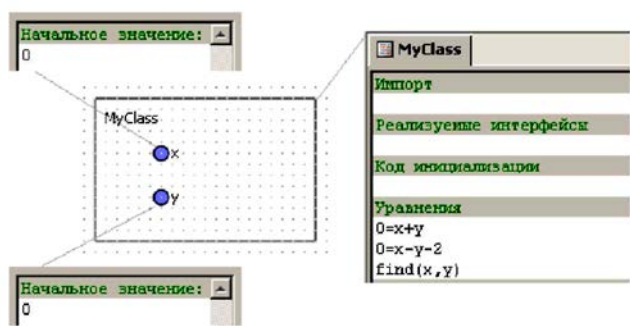 Начальное значение:
0
MyClass
x
y
Начальное значение:
0
MyClass
Импорт
Реализуемые интерфейсы
Код инициализации
Уравнения
0=x+y
0=x-y-2
find(x,y)